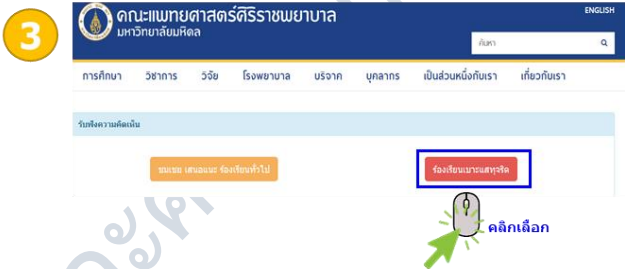 3
คณะแพทยศาสตร์ศิริราชพยาบาล
มหาวิทยาลัยมหิดล
ENGLISH
ค้นหา
การศึกษา วิชาการ วิจัย โรงพยาบาล บริจาค บุคลากร เป็นส่วนหนึ่งกับเรา เกี่ยวกับเรา
รับฟังความคิดเห็น
ชมเชย เสนอแนะ ร้องเรียนทั่วไป ร้องเรียนเบาะแสทุจริต
คลิกเลือก